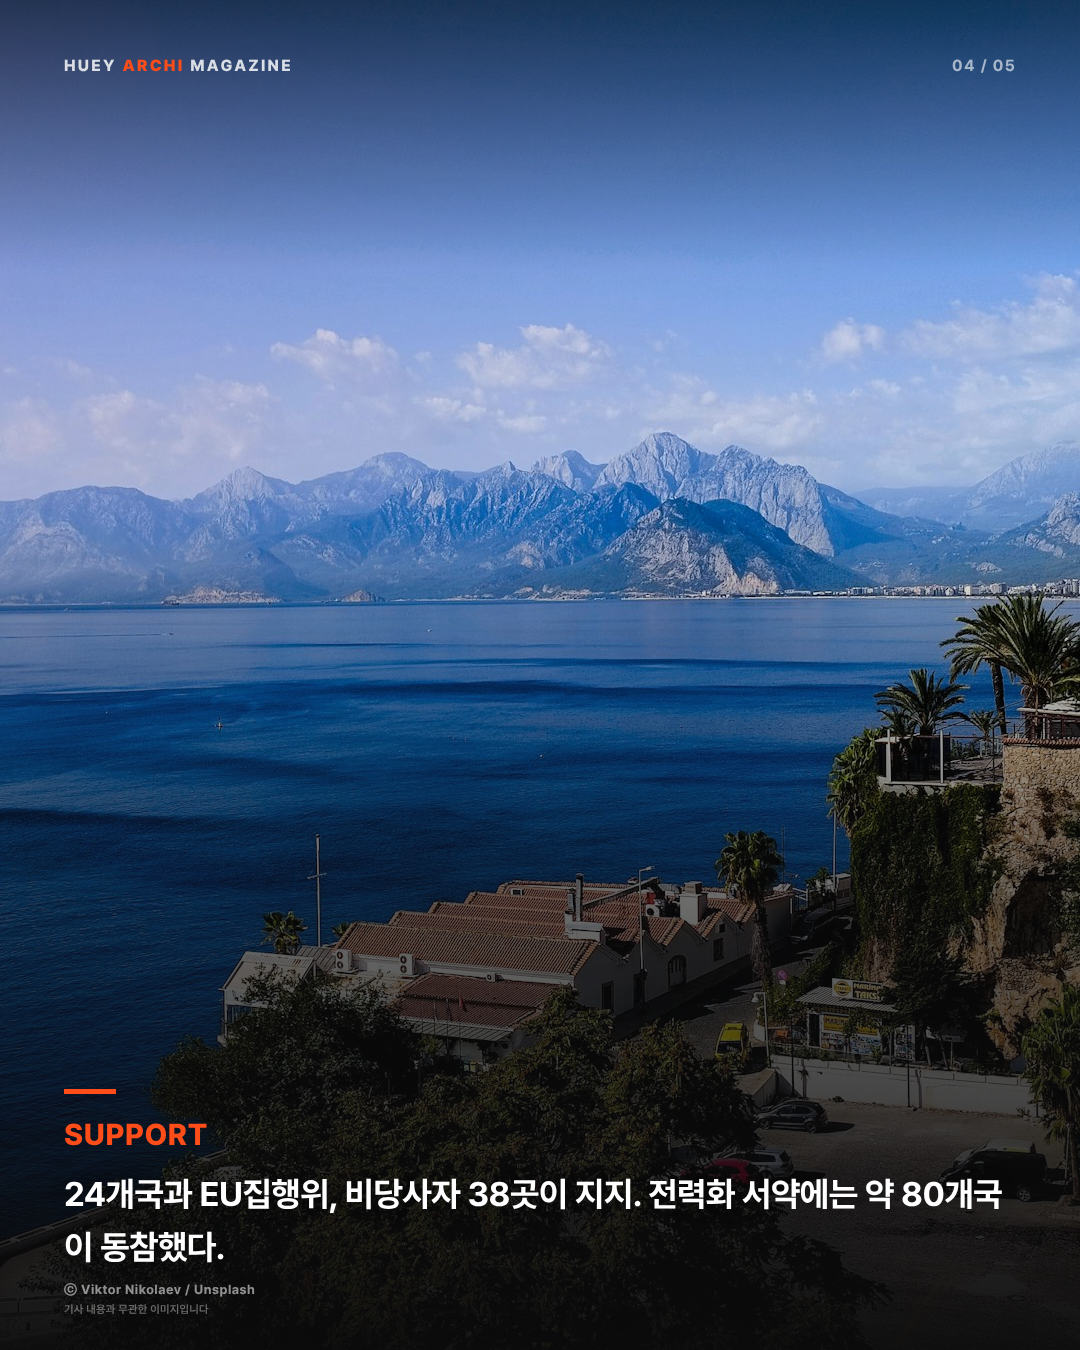 HUEY ARCHI MAGAZINE
04 / 05
SUPPORT
24개국과 EU집행위, 비당사자 38곳이 지지. 전력화 서약에는 약 80개국
이 동참했다.
© Viktor Nikolaev / Unsplash
기사 내용과 무관한 이미지입니다